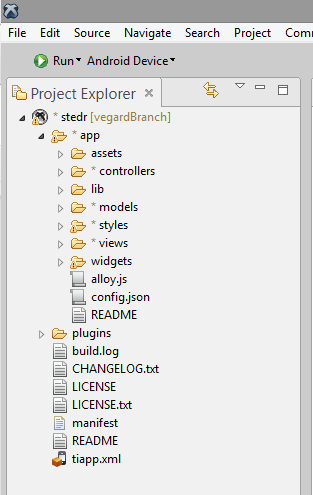 File Edit Source Navigate Search Project Com
Run Android Device
Project Explorer
* stedr [vegardBranch]
* app
assets
* controllers
lib
* models
* styles
* views
widgets
alloy.js
config.json
README
plugins
build.log
CHANGELOG.txt
LICENSE
LICENSE.txt
manifest
README
tiapp.xml